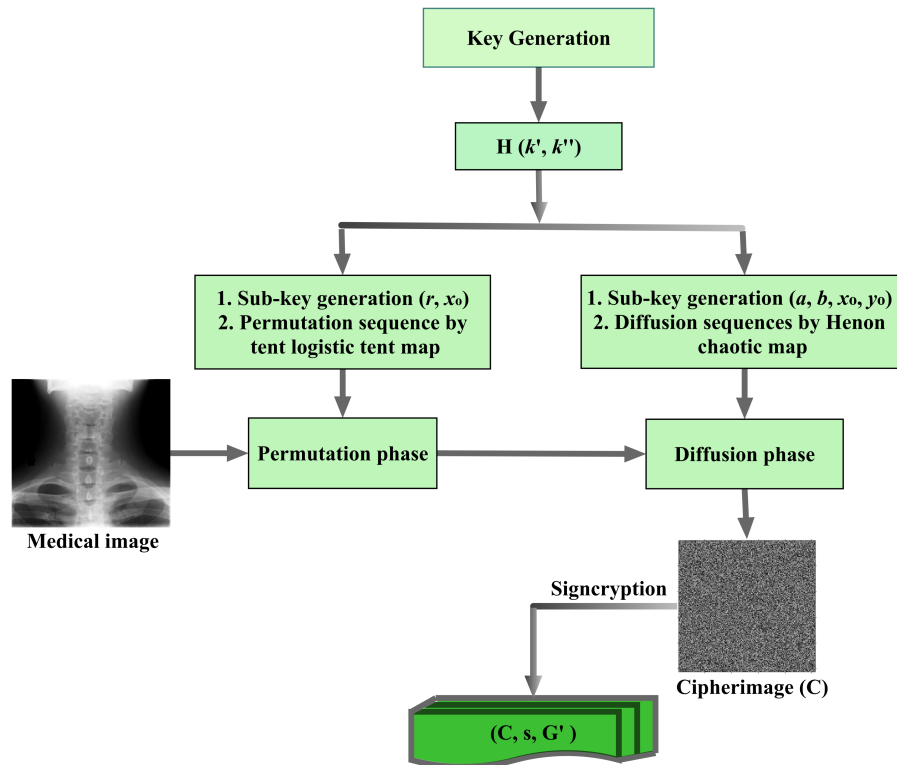 Key Generation
H (k', k'')
1. Sub-key generation (r, x₀)
2. Permutation sequence by
tent logistic tent map
1. Sub-key generation (a, b, x₀, y₀)
2. Diffusion sequences by Henon
chaotic map
Permutation phase
Diffusion phase
Medical image
Signcryption
Cipherimage (C)
(C, s, G' )